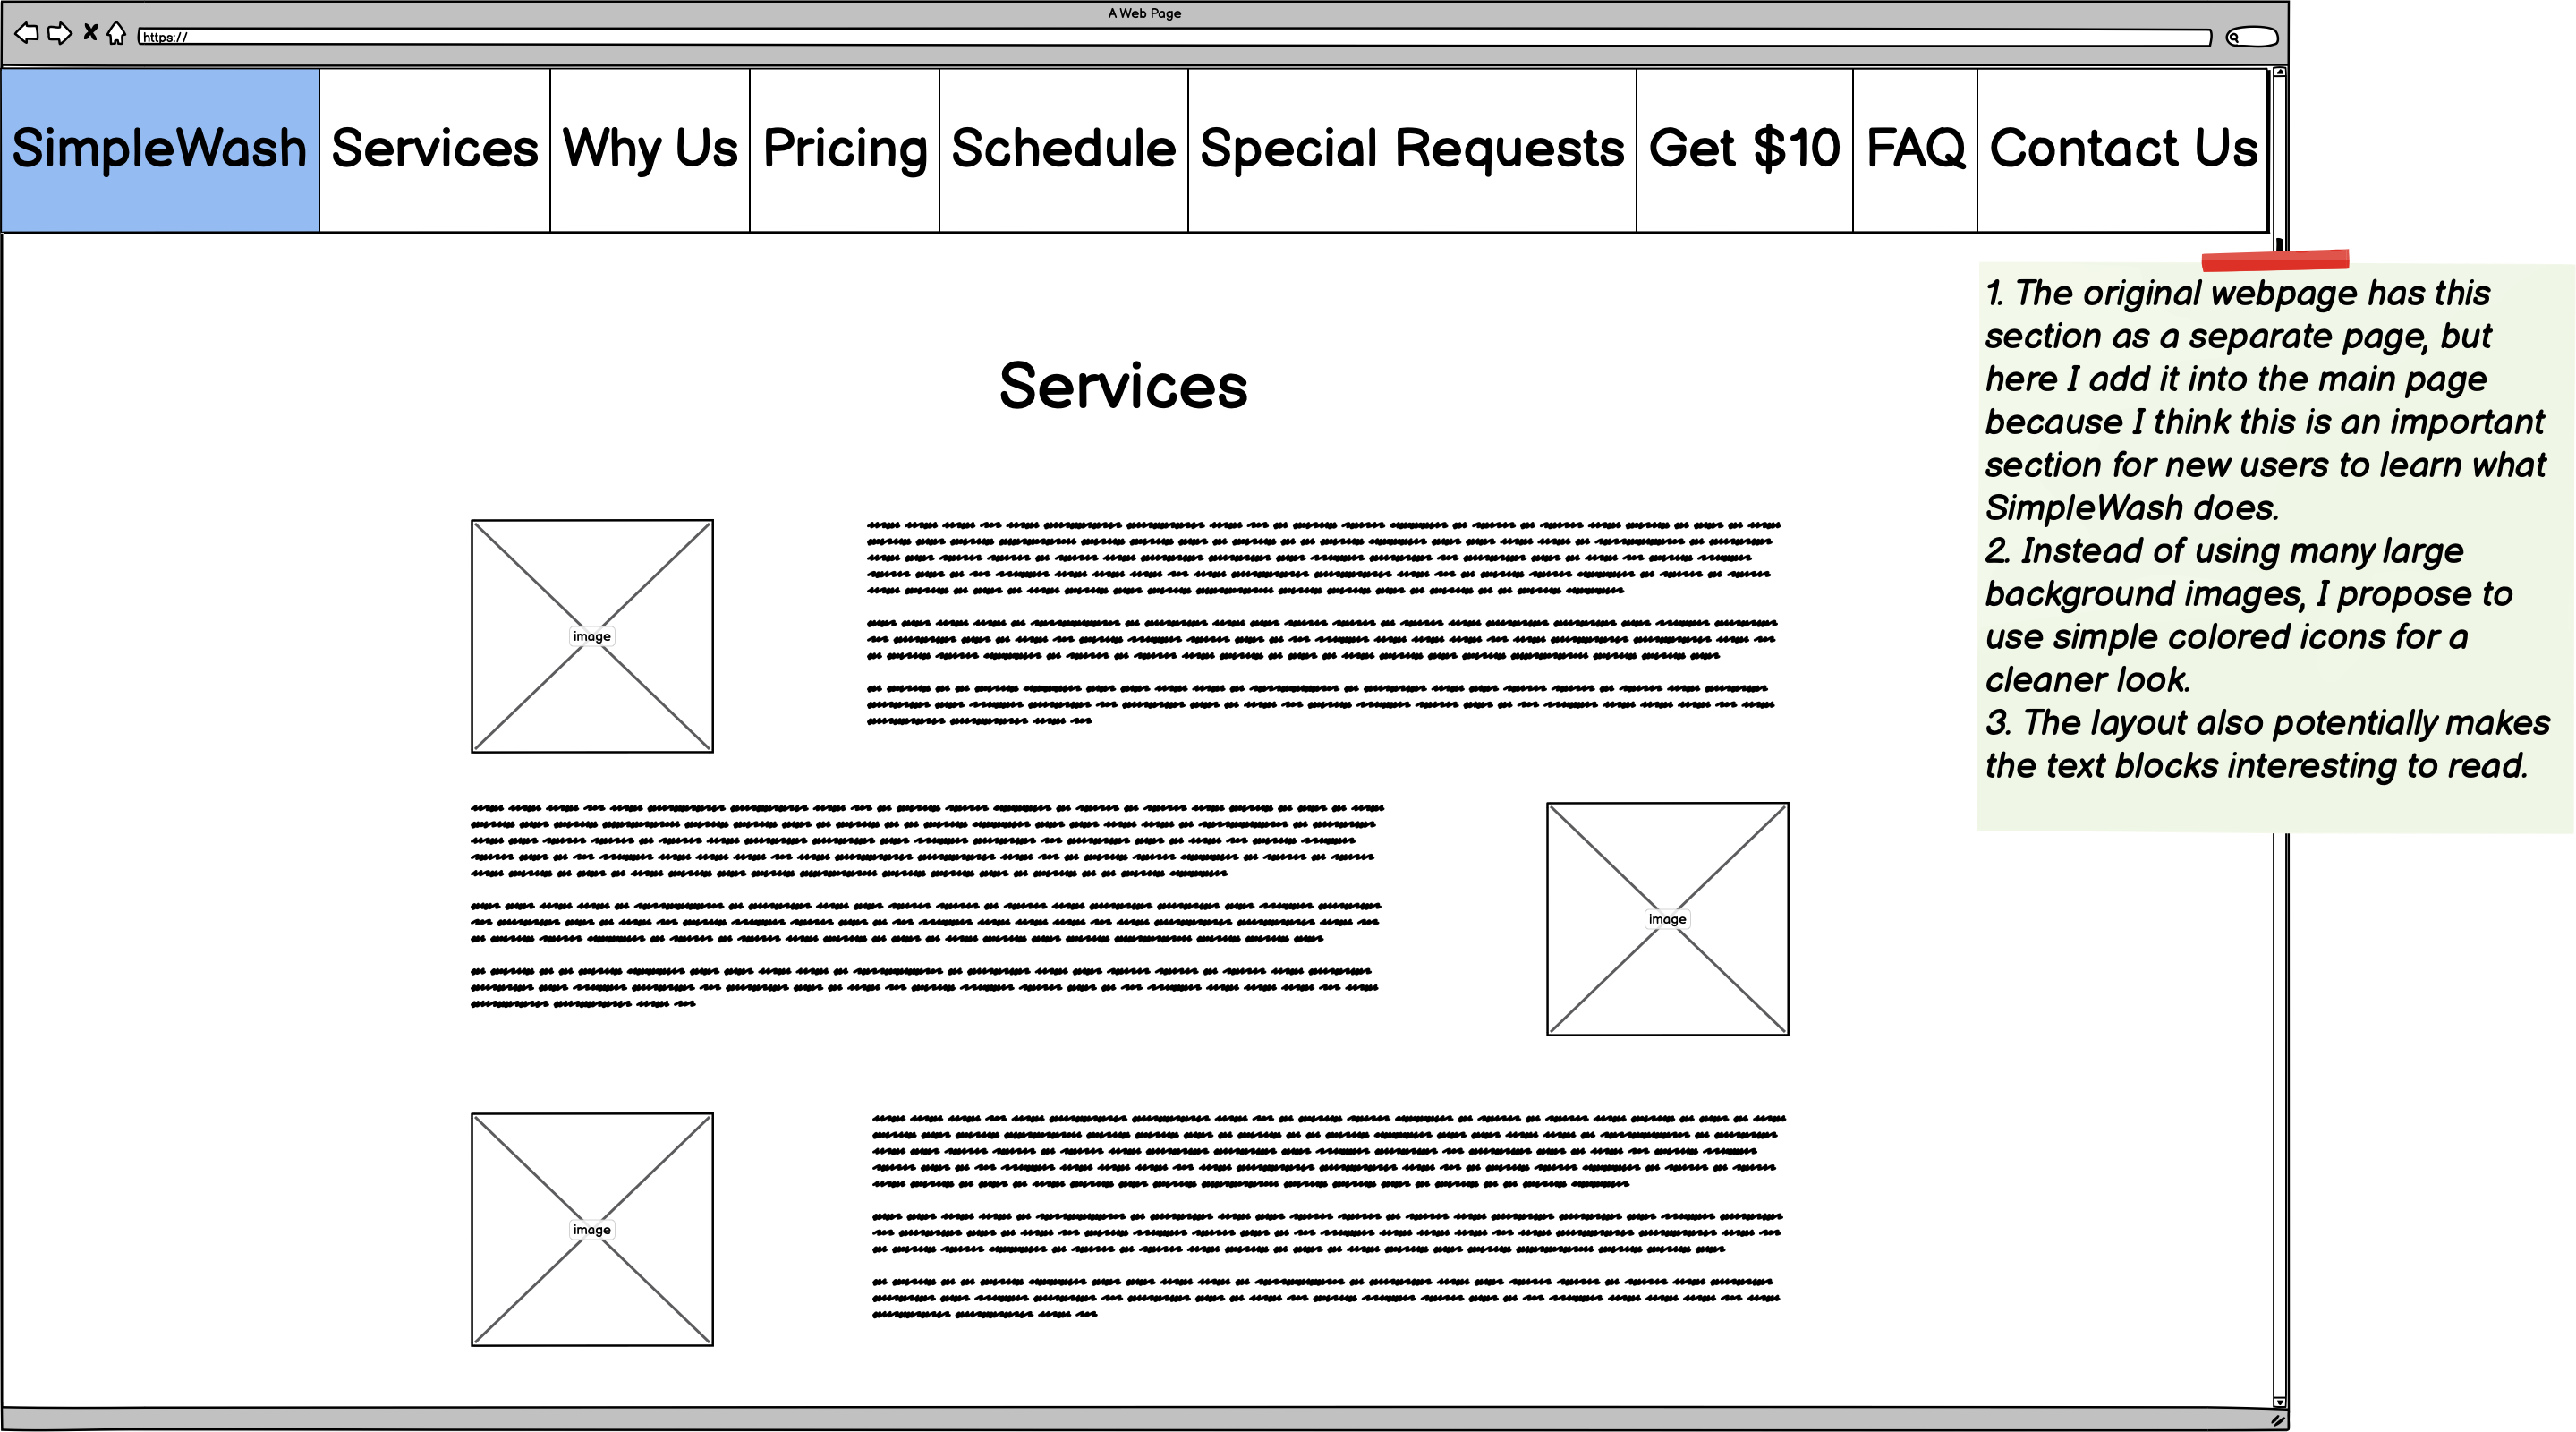 A Web Page
https://
SimpleWash Services Why Us Pricing Schedule Special Requests Get $10 FAQ Contact Us
Services
1. The original webpage has this
section as a separate page, but
here I add it into the main page
because I think this is an important
section for new users to learn what
SimpleWash does.
2. Instead of using many large
background images, I propose to
use simple colored icons for a
cleaner look.
3. The layout also potentially makes
the text blocks interesting to read.
image
image
image